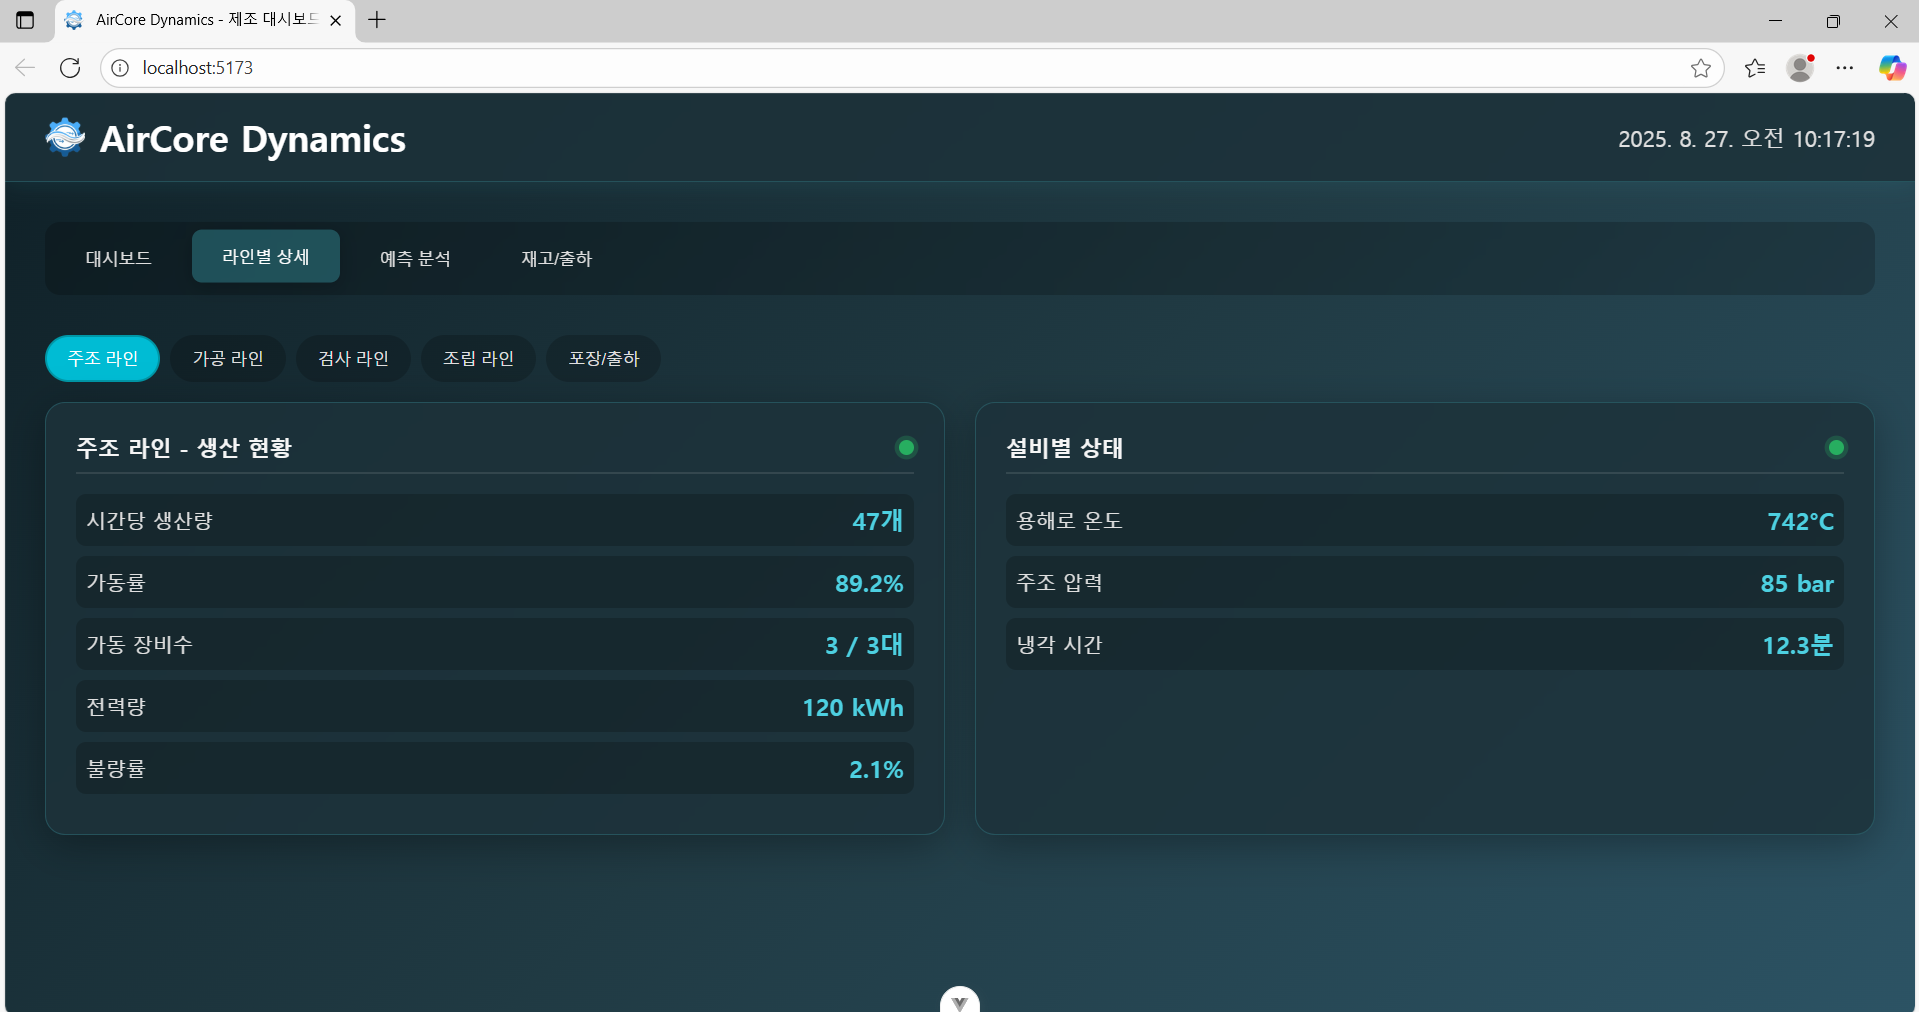 AirCore Dynamics - 제조 대시보드
localhost:5173
AirCore Dynamics
2025. 8. 27. 오전 10:17:19
대시보드
라인별 상세
예측 분석
재고/출하
주조 라인
가공 라인
검사 라인
조립 라인
포장/출하
주조 라인 - 생산 현황
시간당 생산량
47개
가동률
89.2%
가동 장비수
3 / 3대
전력량
120 kWh
불량률
2.1%
설비별 상태
용해로 온도
742°C
주조 압력
85 bar
냉각 시간
12.3분